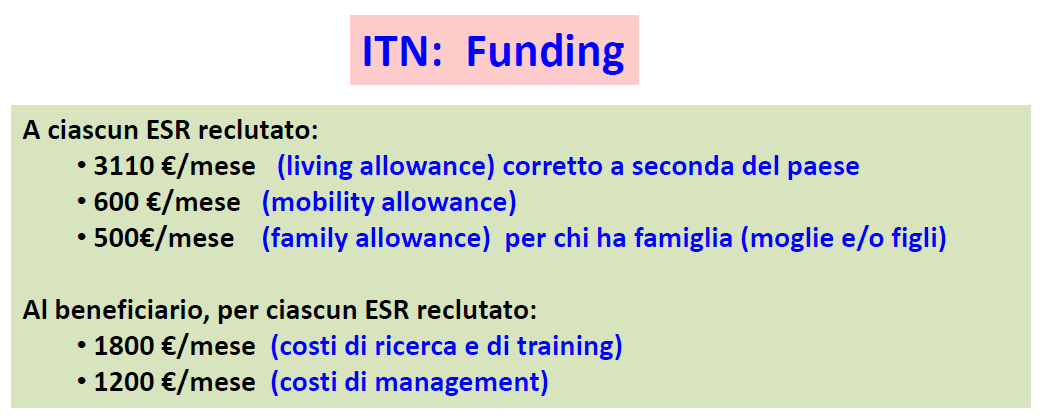 ITN: Funding
A ciascun ESR reclutato:
• 3110 €/mese (living allowance) corretto a seconda del paese
• 600 €/mese (mobility allowance)
• 500€/mese (family allowance) per chi ha famiglia (moglie e/o figli)
Al beneficiario, per ciascun ESR reclutato:
• 1800 €/mese (costi di ricerca e di training)
• 1200 €/mese (costi di management)